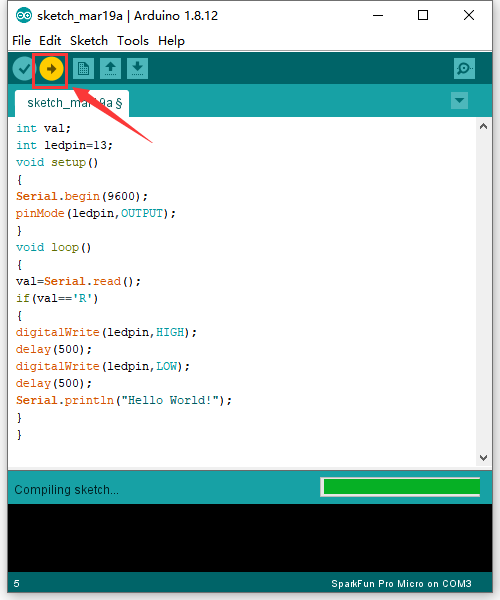 sketch_mar19a | Arduino 1.8.12
File Edit Sketch Tools Help
sketch_mar19a §
int val;
int ledpin=13;
void setup()
{
Serial.begin(9600);
pinMode(ledpin,OUTPUT);
}
void loop()
{
val=Serial.read();
if(val=='R')
{
digitalWrite(ledpin,HIGH);
delay(500);
digitalWrite(ledpin,LOW);
delay(500);
Serial.println("Hello World!");
}
}
Compiling sketch...
5 SparkFun Pro Micro on COM3